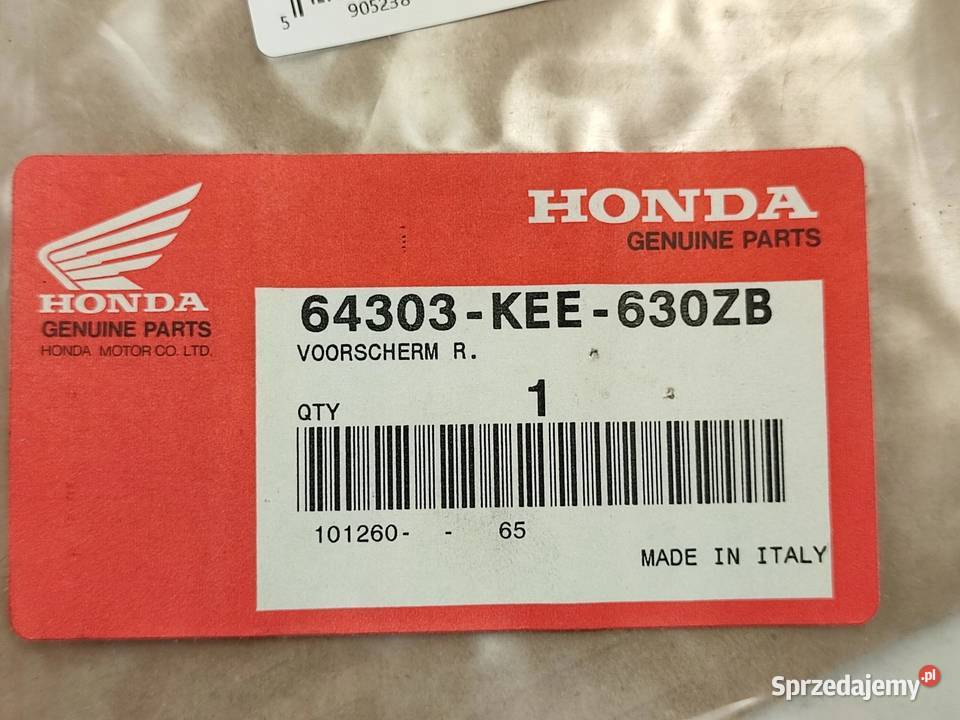 5
905238
HONDA
GENUINE PARTS
HONDA
GENUINE PARTS
HONDA MOTOR CO. LTD.
64303-KEE-630ZB
VOORSCHERM R.
QTY 1
101260- - 65
MADE IN ITALY
Sprzedajemy.pl